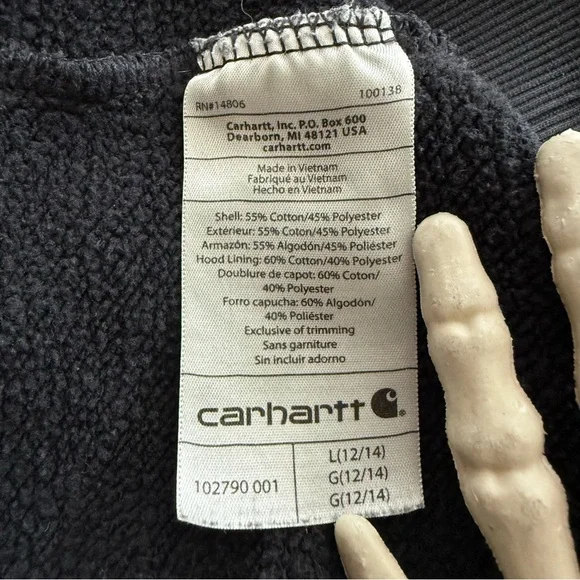 RN#14806 100138
Carhartt, Inc. P.O. Box 600
Dearborn, MI 48121 USA
carhartt.com
Made in Vietnam
Fabriqué au Vietnam
Hecho en Vietnam
Shell: 55% Cotton/45% Polyester
Extérieur: 55% Coton/45% Polyester
Armazón: 55% Algodón/45% Poliéster
Hood Lining: 60% Cotton/40% Polyester
Doublure de capot: 60% Coton/
40% Polyester
Forro capucha: 60% Algodón/
40% Poliéster
Exclusive of trimming
Sans garniture
Sin incluir adorno
carhartt
102790 001
L(12/14)
G(12/14)
G(12/14)